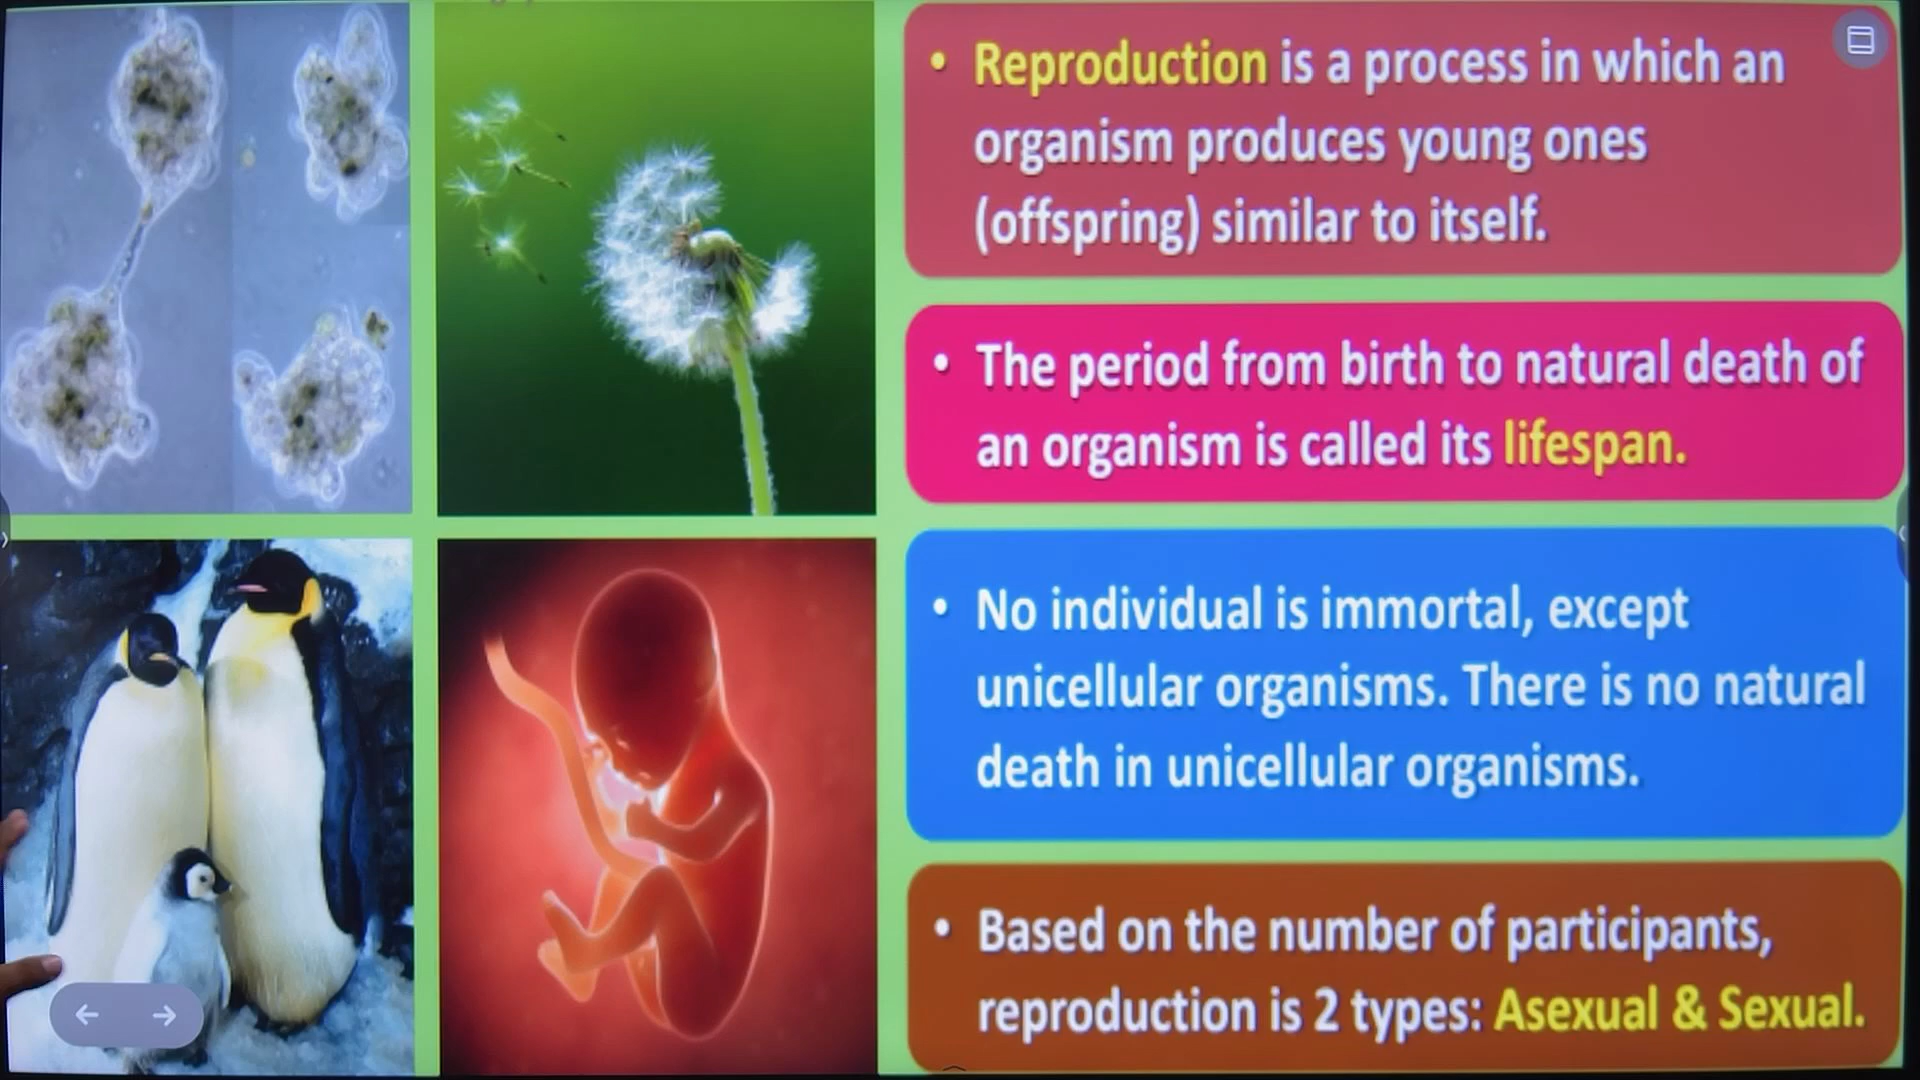 • Reproduction is a process in which an
organism produces young ones
(offspring) similar to itself.
• The period from birth to natural death of
an organism is called its lifespan.
• No individual is immortal, except
unicellular organisms. There is no natural
death in unicellular organisms.
• Based on the number of participants,
reproduction is 2 types: Asexual & Sexual.